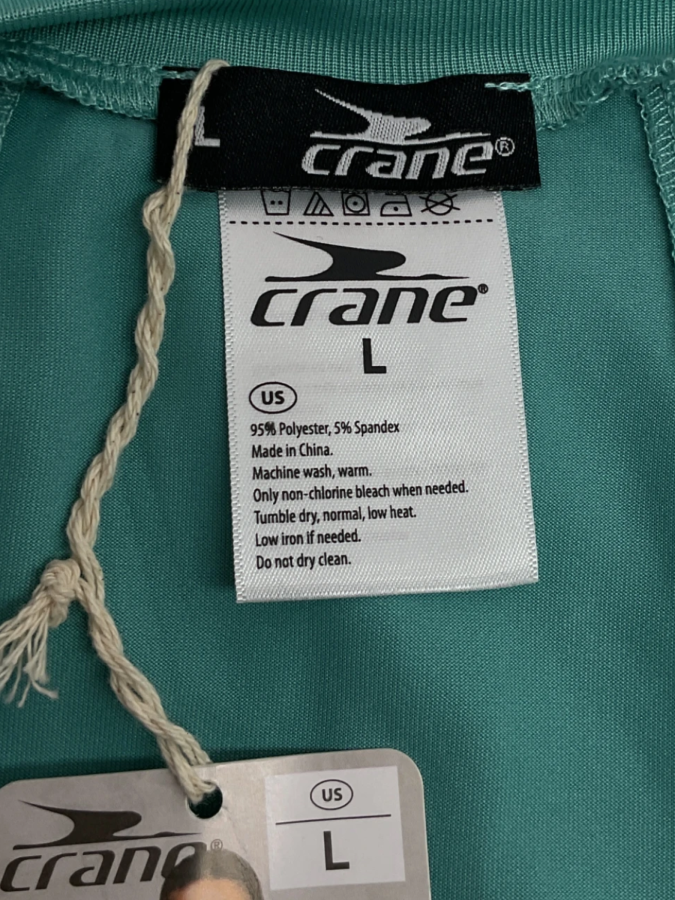 L
crane®
crane®
L
US
95% Polyester, 5% Spandex
Made in China.
Machine wash, warm.
Only non-chlorine bleach when needed.
Tumble dry, normal, low heat.
Low iron if needed.
Do not dry clean.
US
L
crane®